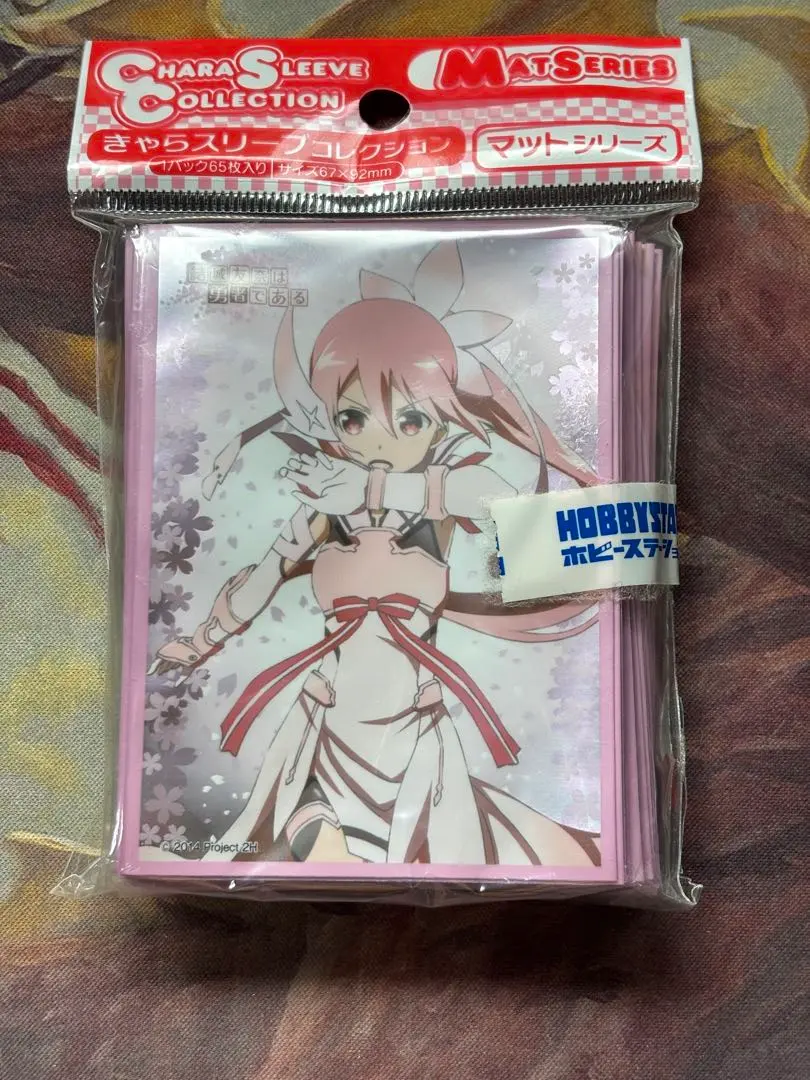 CHARA SLEEVE COLLECTION
MAT SERIES
きゃらスリーブコレクション
マットシリーズ
1パック65枚入り サイズ67×92mm
結城友奈は
勇者である
HOBBYSTA
ホビーステーショ
©2014 Project 2H